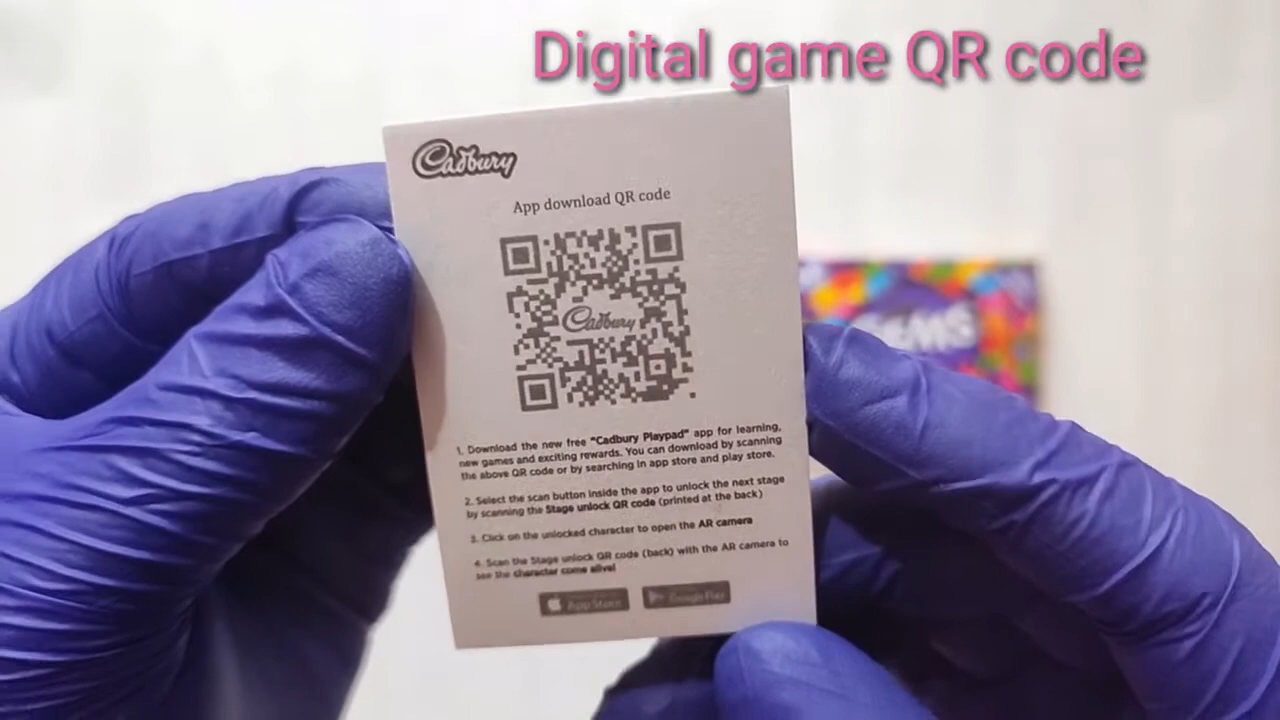 Digital game QR code
Cadbury
App download QR code
Cadbury
1. Download the new free “Cadbury Playpad” app for learning,
new games and exciting rewards. You can download by scanning
the above QR code or by searching in app store and play store.
2. Select the scan button inside the app to unlock the next stage
by scanning the Stage unlock QR code (printed at the back)
3. Click on the unlocked character to open the AR camera
4. Scan the Stage unlock QR code (back) with the AR camera to
see the character come alive!
App Store
Google Play
GEMS